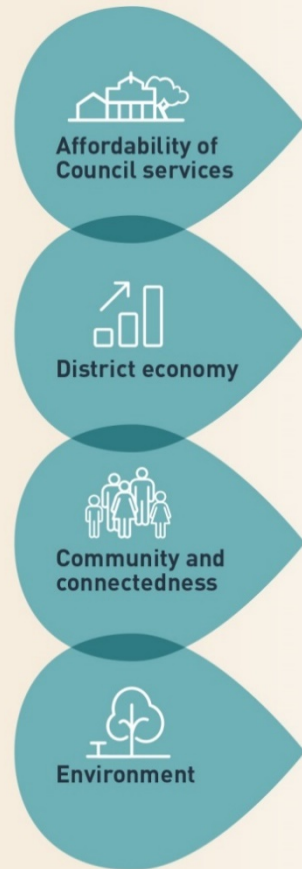 Affordability of
Council services
District economy
Community and
connectedness
Environment